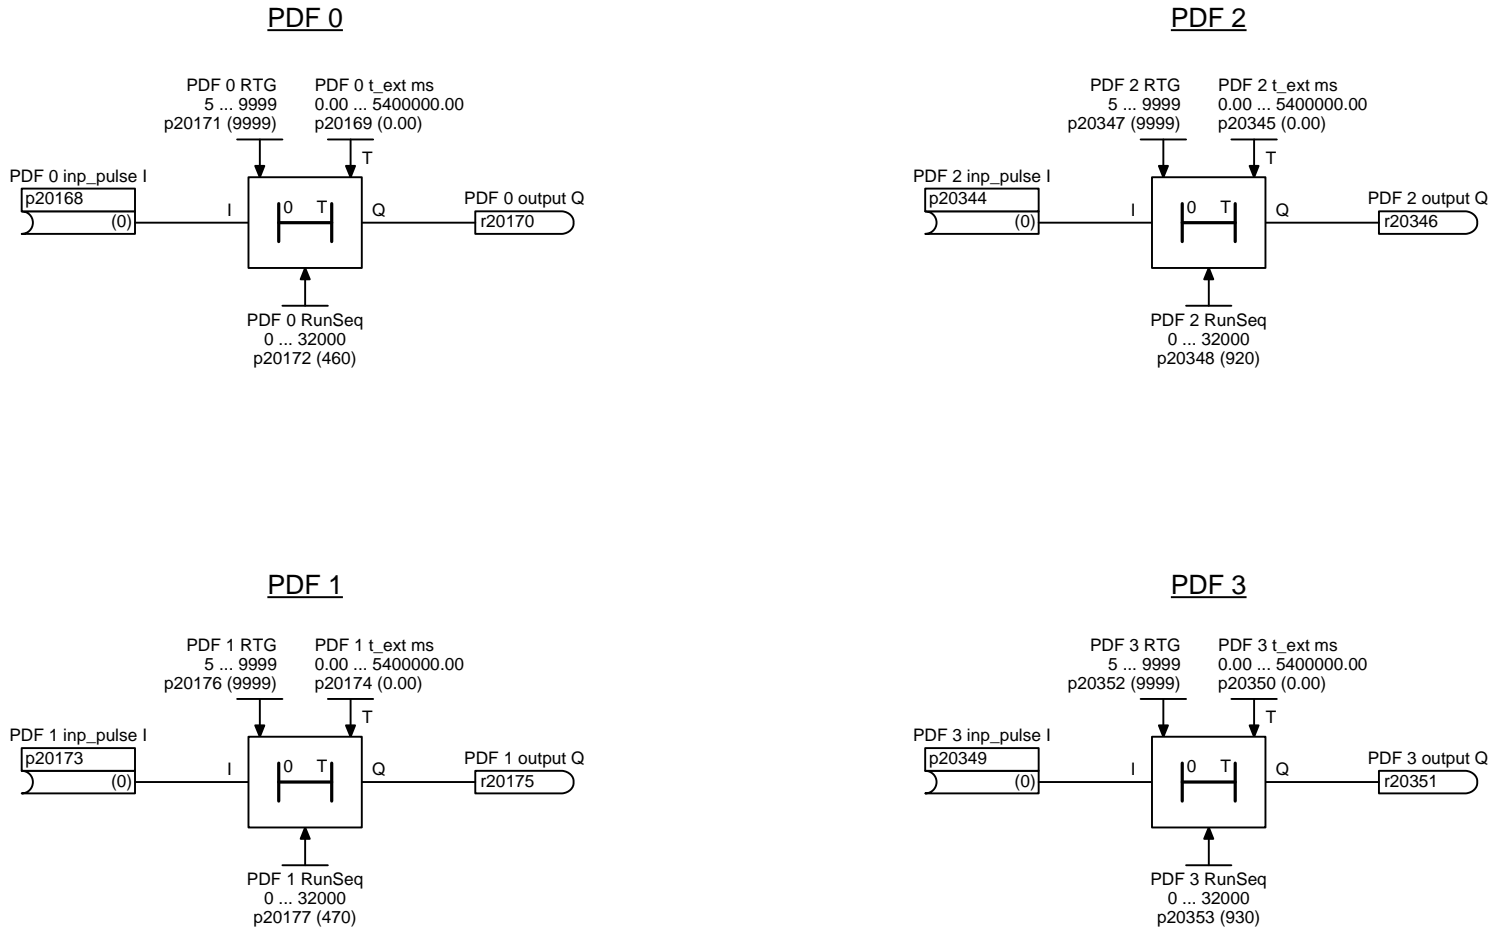 PDF 0
PDF 0 RTG
5 ... 9999
p20171 (9999)
PDF 0 t_ext ms
0.00 ... 5400000.00
p20169 (0.00)
T
PDF 0 inp_pulse I
p20168
(0)
I
0 T
Q
PDF 0 output Q
r20170
PDF 0 RunSeq
0 ... 32000
p20172 (460)
PDF 2
PDF 2 RTG
5 ... 9999
p20347 (9999)
PDF 2 t_ext ms
0.00 ... 5400000.00
p20345 (0.00)
T
PDF 2 inp_pulse I
p20344
(0)
I
0 T
Q
PDF 2 output Q
r20346
PDF 2 RunSeq
0 ... 32000
p20348 (920)
PDF 1
PDF 1 RTG
5 ... 9999
p20176 (9999)
PDF 1 t_ext ms
0.00 ... 5400000.00
p20174 (0.00)
T
PDF 1 inp_pulse I
p20173
(0)
I
0 T
Q
PDF 1 output Q
r20175
PDF 1 RunSeq
0 ... 32000
p20177 (470)
PDF 3
PDF 3 RTG
5 ... 9999
p20352 (9999)
PDF 3 t_ext ms
0.00 ... 5400000.00
p20350 (0.00)
T
PDF 3 inp_pulse I
p20349
(0)
I
0 T
Q
PDF 3 output Q
r20351
PDF 3 RunSeq
0 ... 32000
p20353 (930)